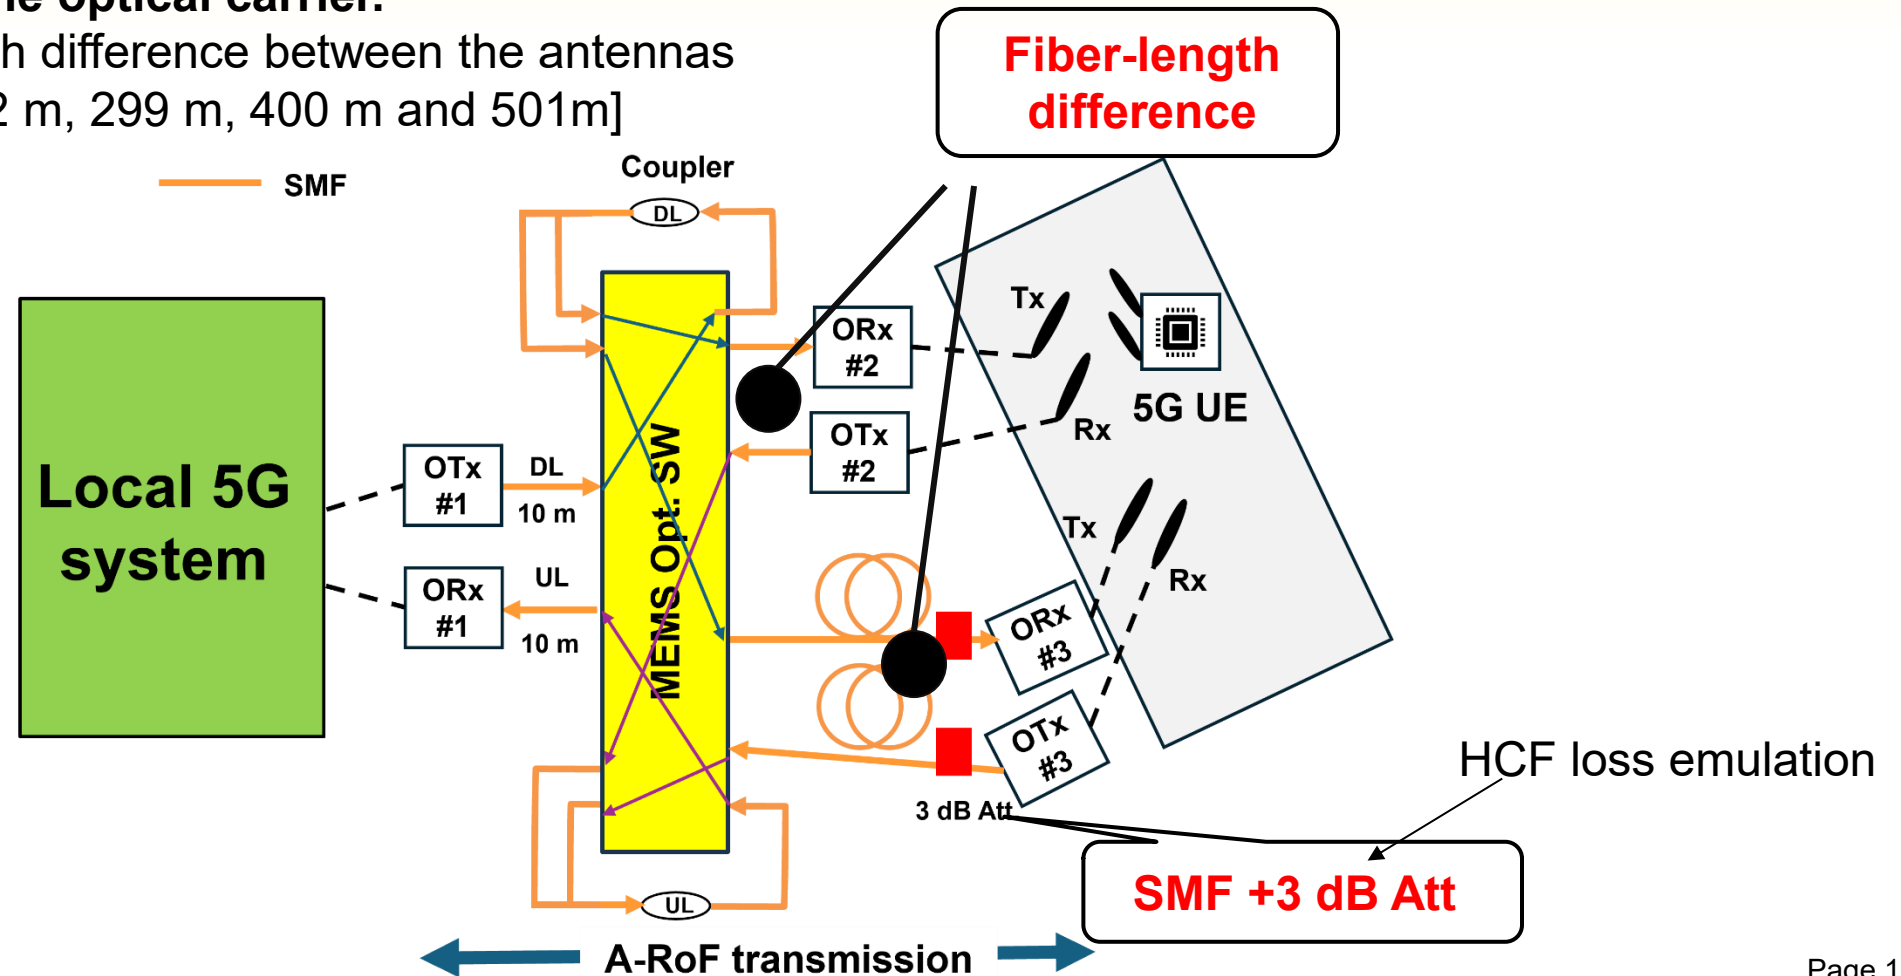 ne optical carrier.
h difference between the antennas
2 m, 299 m, 400 m and 501m]
Fiber-length
difference
SMF
Coupler
DL
Local 5G
system
OTx
#1
DL
10 m
ORx
#1
UL
10 m
MEMS Opt. SW
ORx
#2
OTx
#2
Tx
Rx
5G UE
Tx
Rx
ORx
#3
OTx
#3
3 dB Att
HCF loss emulation
SMF +3 dB Att
UL
A-RoF transmission
Page 1